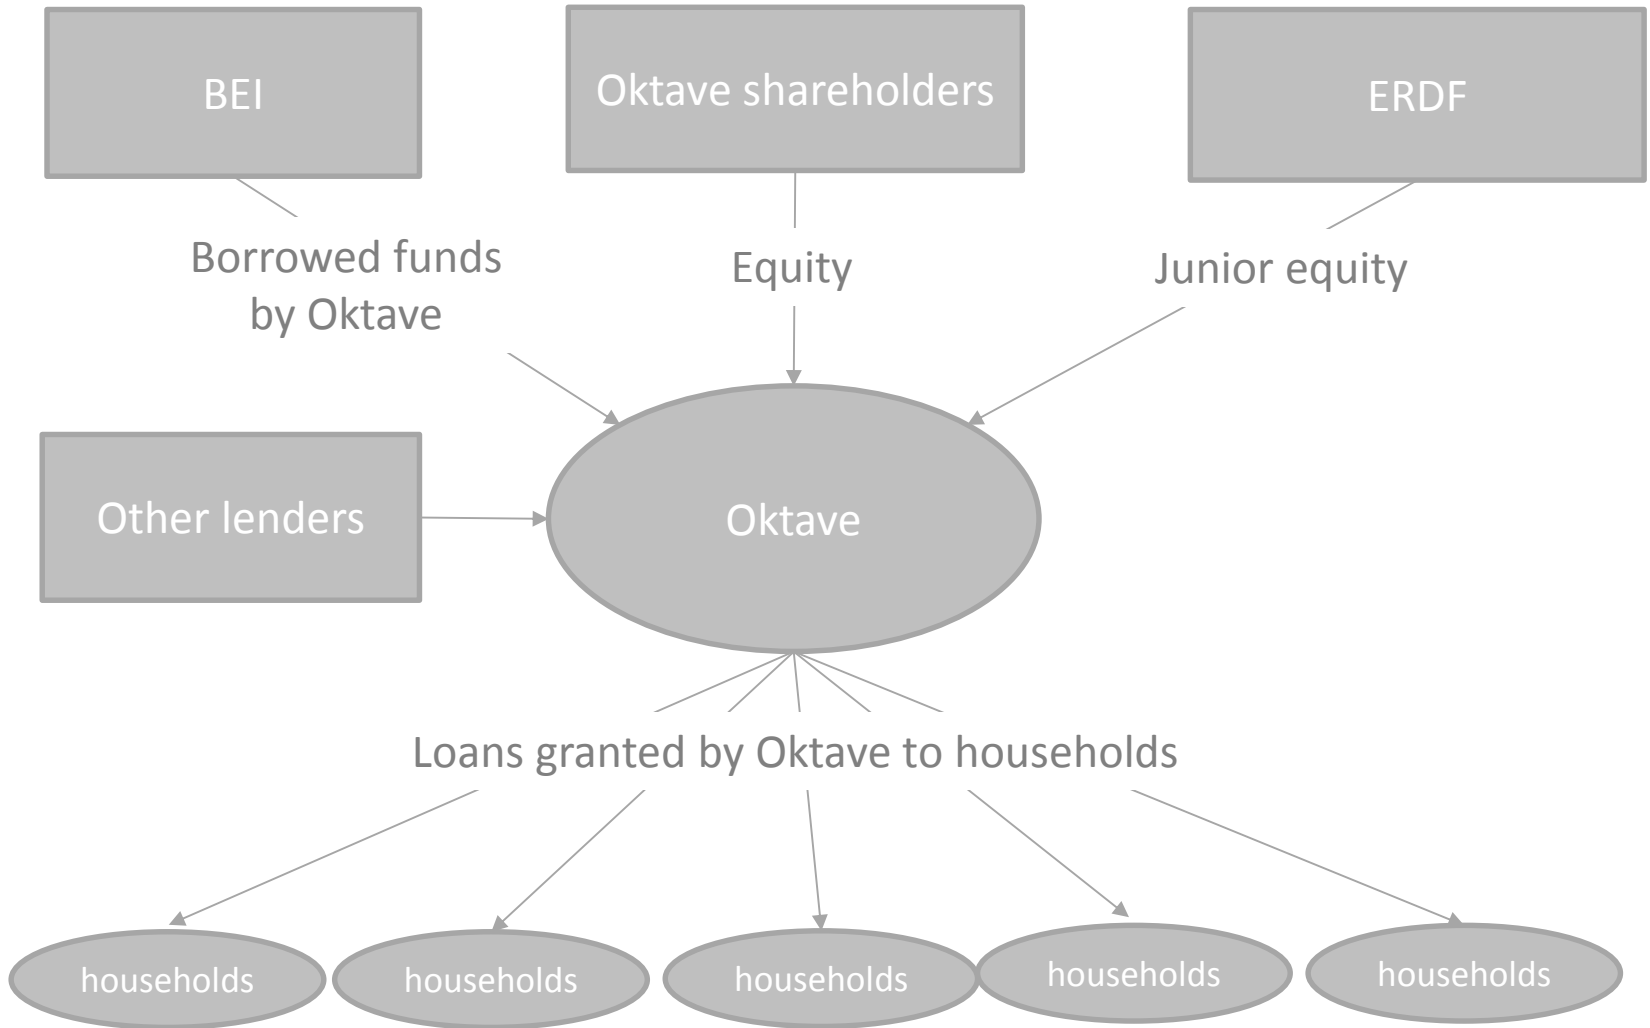 BEI
Oktave shareholders
ERDF
Borrowed funds
by Oktave
Equity
Junior equity
Other lenders
Oktave
Loans granted by Oktave to households
households
households
households
households
households